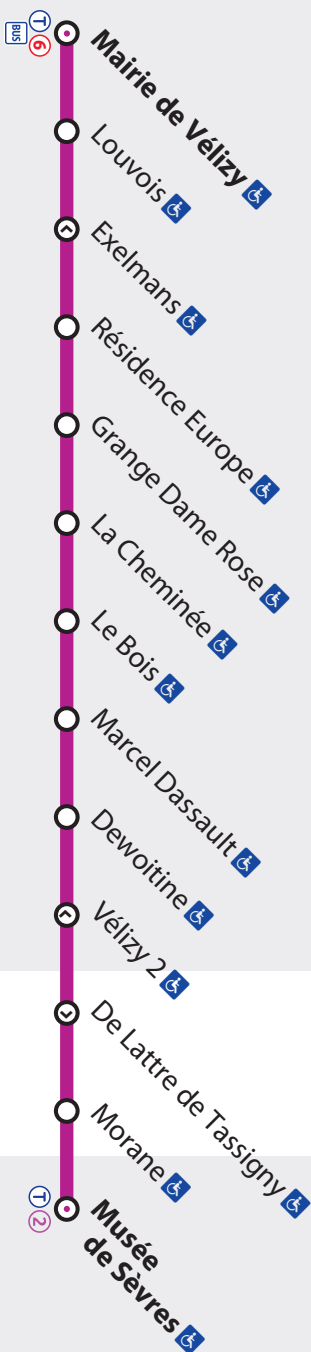 T 6
BUS
Mairie de Vélizy
Louvois
Exelmans
Résidence Europe
Grange Dame Rose
La Cheminée
Le Bois
Marcel Dassault
Dewoitine
Vélizy 2
De Lattre de Tassigny
Morane
T 2
Musée
de Sèvres